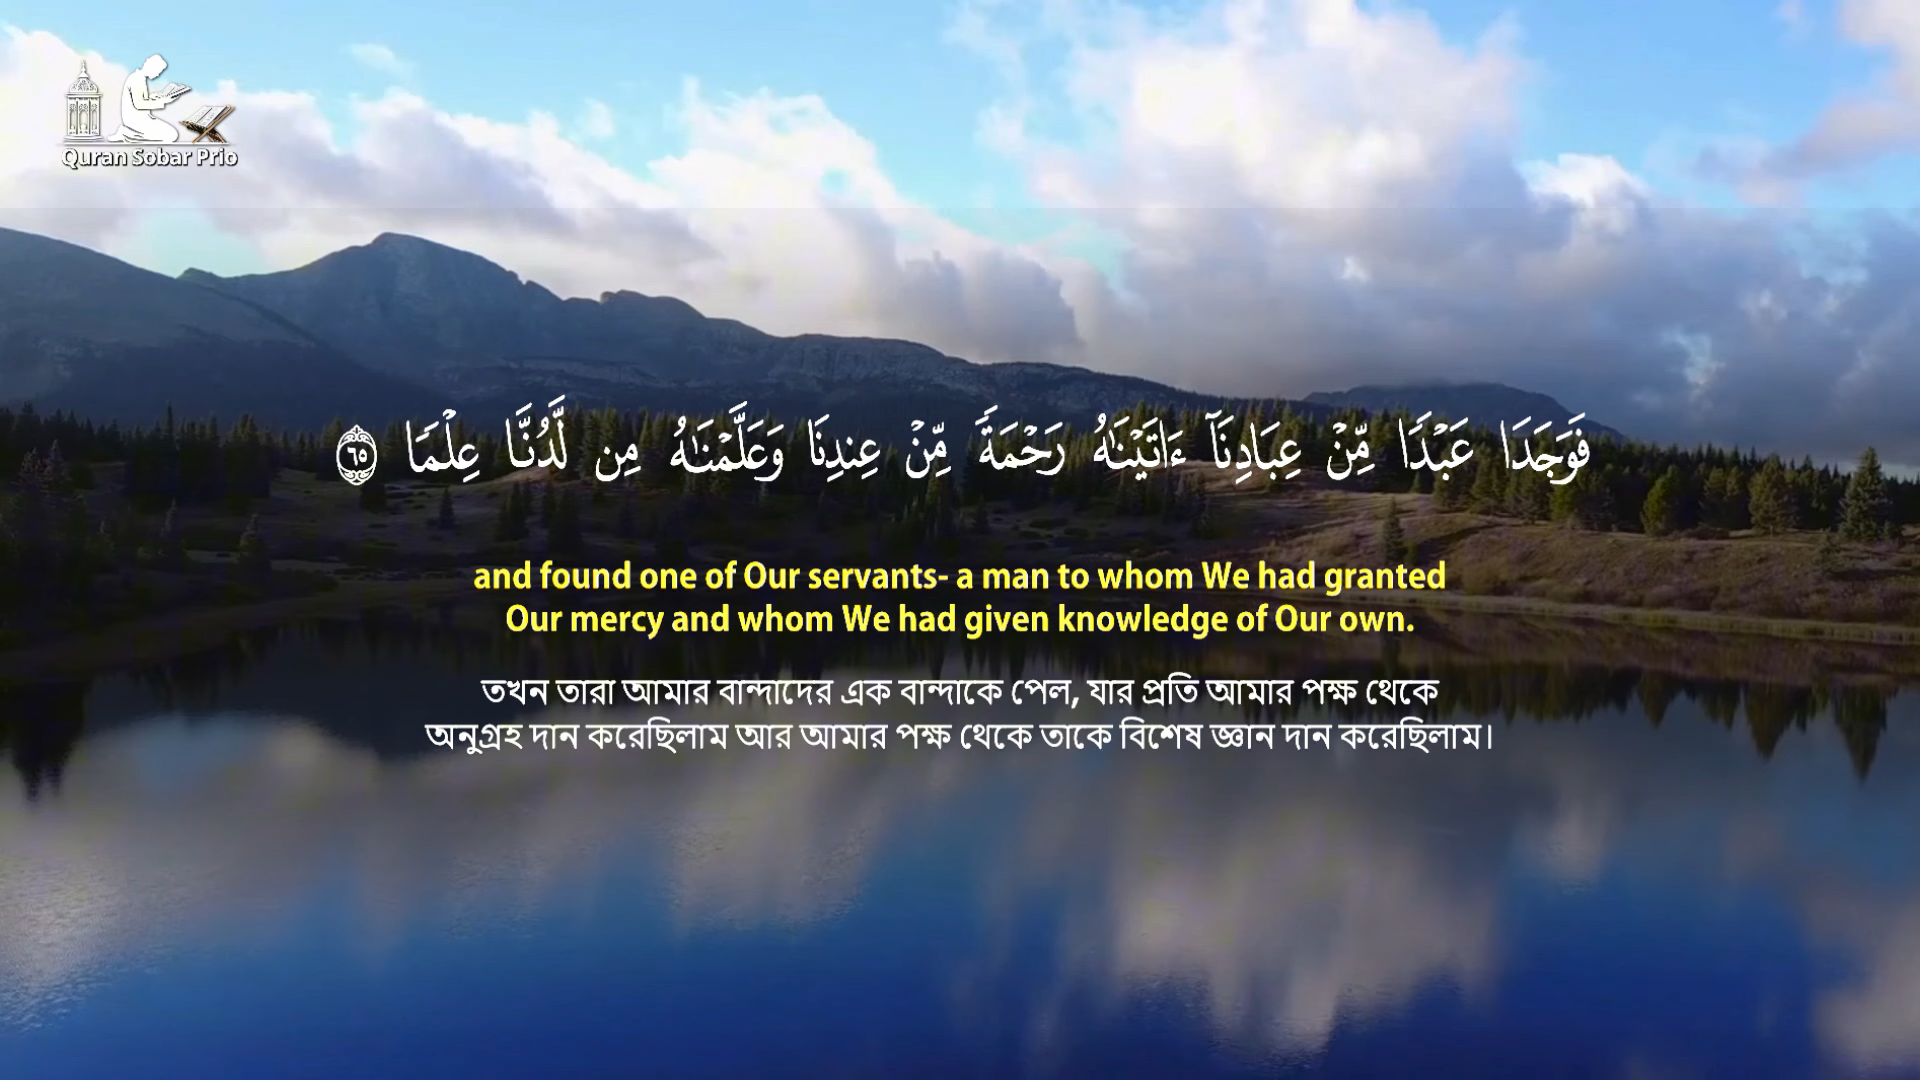 Quran Sobar Prio
فَوَجَدَا عَبْدًا مِّنْ عِبَادِنَآ ءَاتَيْنَٰهُ رَحْمَةً مِّنْ عِندِنَا وَعَلَّمْنَٰهُ مِن لَّدُنَّا عِلْمًا ٦٥
and found one of Our servants- a man to whom We had granted
Our mercy and whom We had given knowledge of Our own.
তখন তারা আমার বান্দাদের এক বান্দাকে পেল, যার প্রতি আমার পক্ষ থেকে
অনুগ্রহ দান করেছিলাম আর আমার পক্ষ থেকে তাকে বিশেষ জ্ঞান দান করেছিলাম।